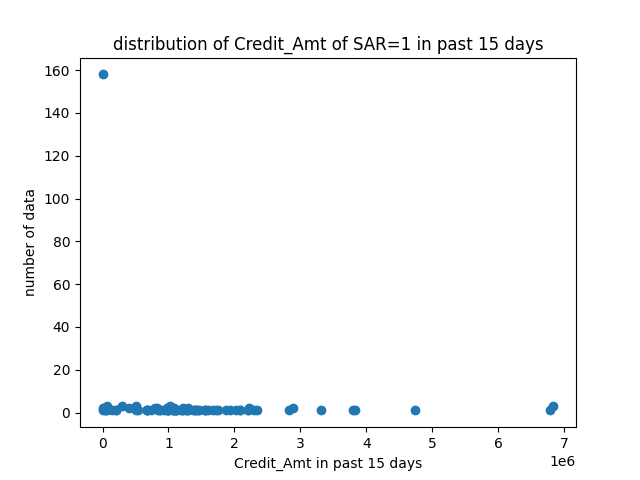 distribution of Credit_Amt of SAR=1 in past 15 days
160
140
120
100
80
60
40
20
0
number of data
0 1 2 3 4 5 6 7
1e6
Credit_Amt in past 15 days